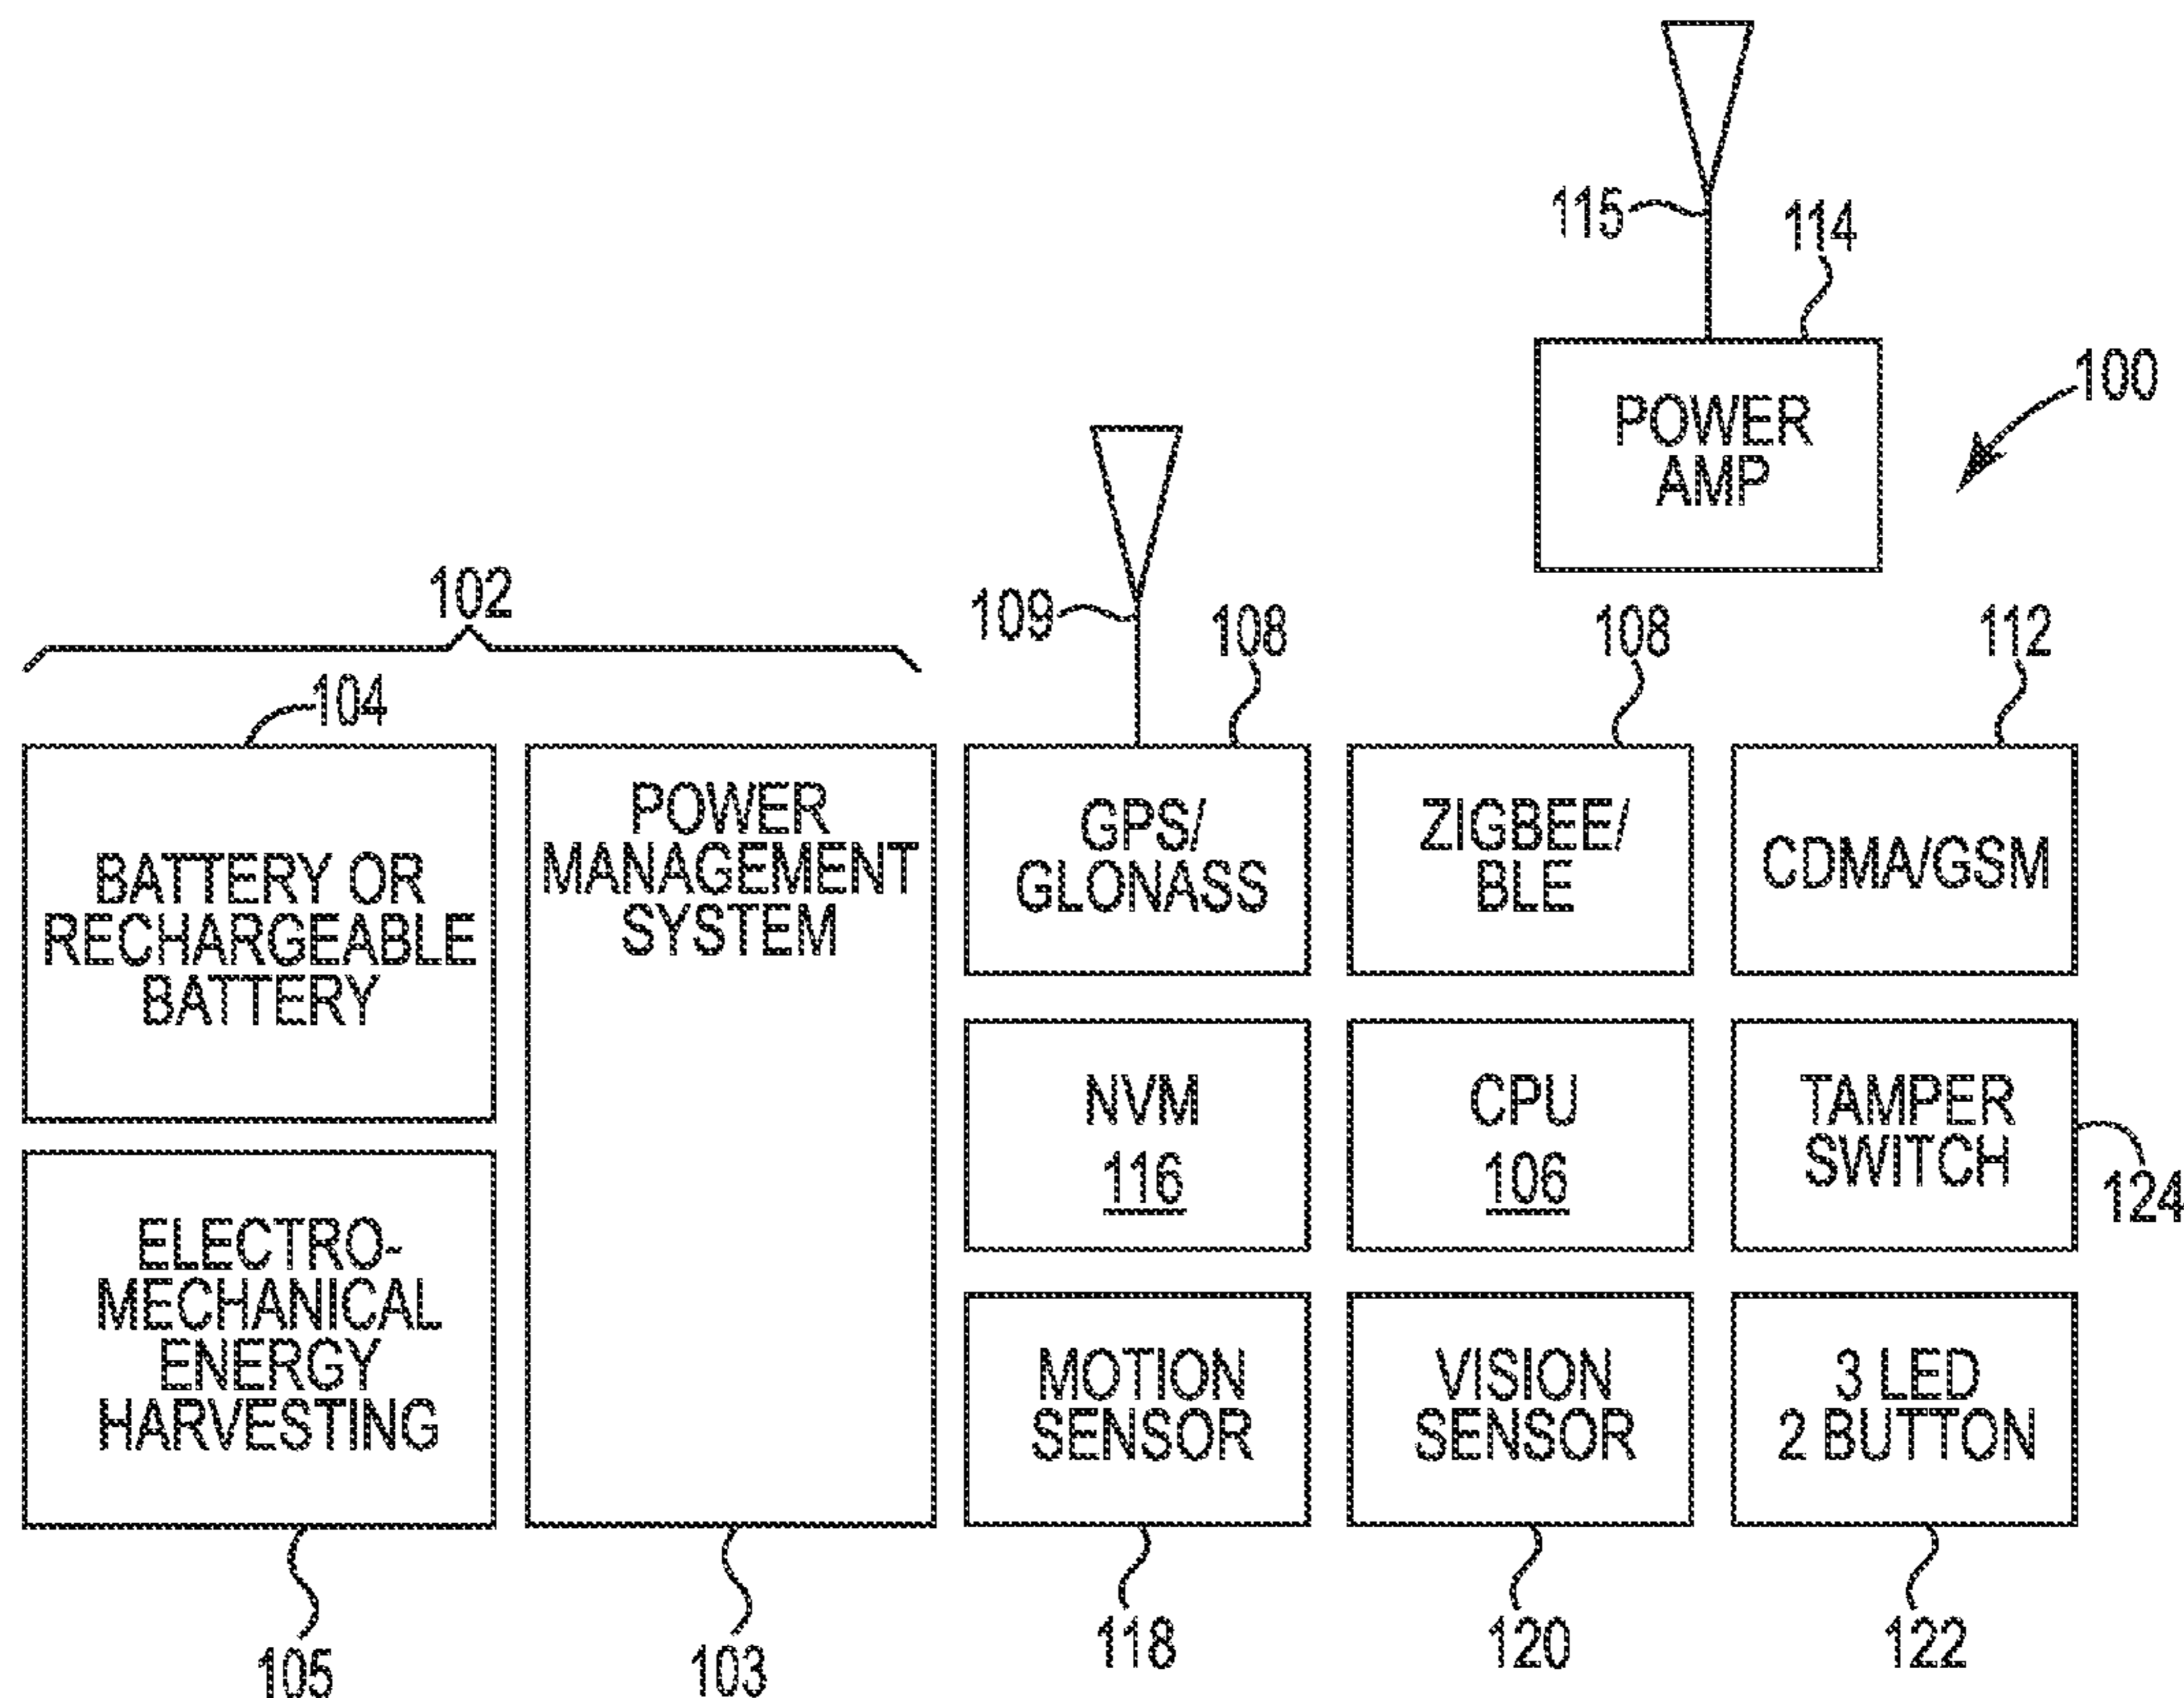 115
114
100
POWER
AMP
102
109
108
108
112
104
BATTERY OR
RECHARGEABLE
BATTERY
POWER
MANAGEMENT
SYSTEM
GPS/
GLONASS
ZIGBEE/
BLE
CDMA/GSM
NVM
116
CPU
106
TAMPER
SWITCH
124
ELECTRO-
MECHANICAL
ENERGY
HARVESTING
MOTION
SENSOR
VISION
SENSOR
3 LED
2 BUTTON
105
103
118
120
122